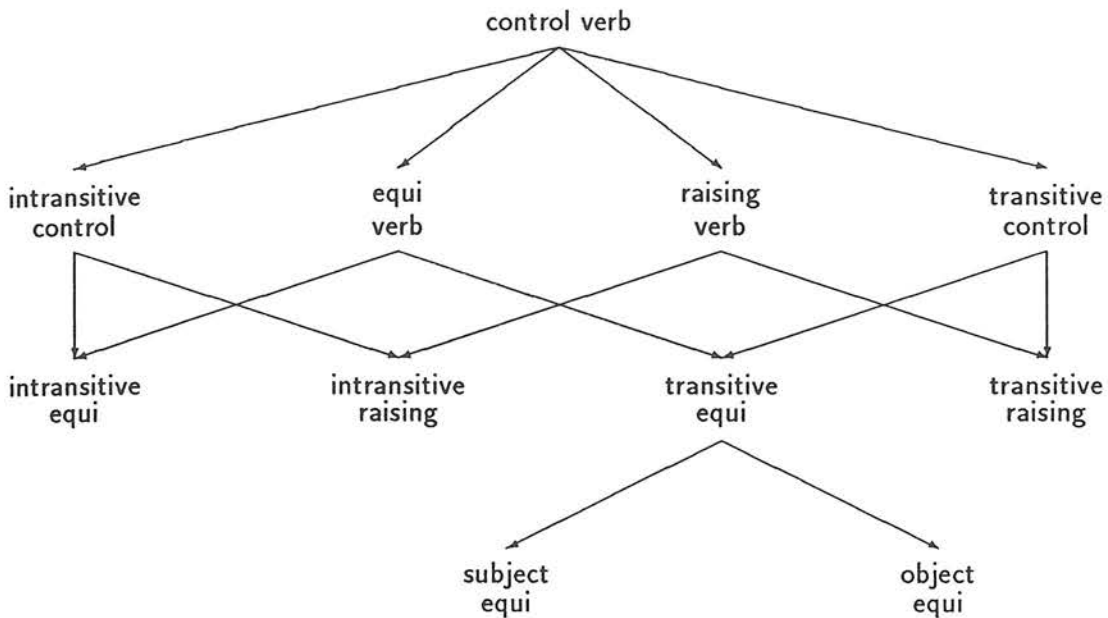 control verb
intransitive
control
equi
verb
raising
verb
transitive
control
intransitive
equi
intransitive
raising
transitive
equi
transitive
raising
subject
equi
object
equi